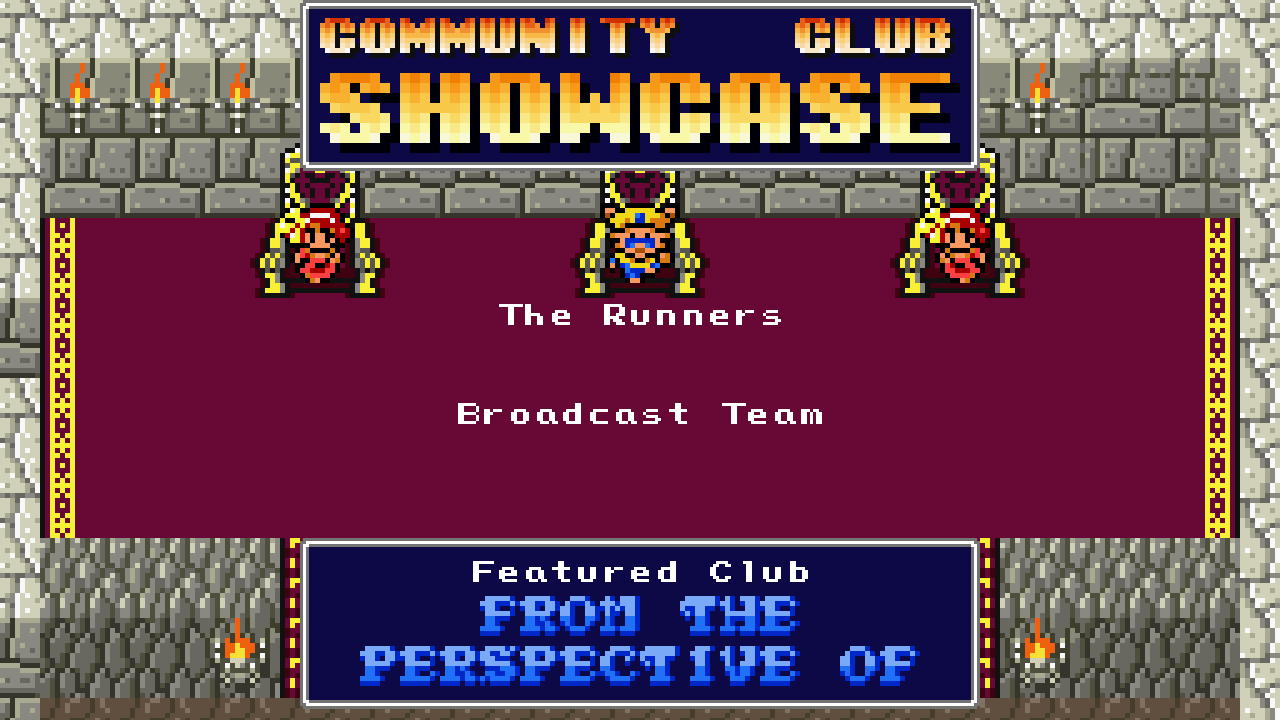 COMMUNITY CLUB
SHOWCASE
The Runners
Broadcast Team
Featured Club
FROM THE
PERSPECTIVE OF